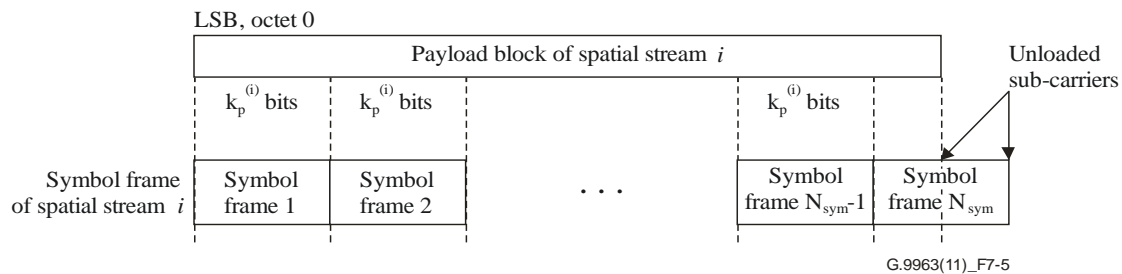 LSB, octet 0
Payload block of spatial stream i
Unloaded
sub-carriers
kp(i) bits
kp(i) bits
kp(i) bits
Symbol frame
of spatial stream i
Symbol
frame 1
Symbol
frame 2
. . .
Symbol
frame Nsym-1
Symbol
frame Nsym
G.9963(11)_F7-5